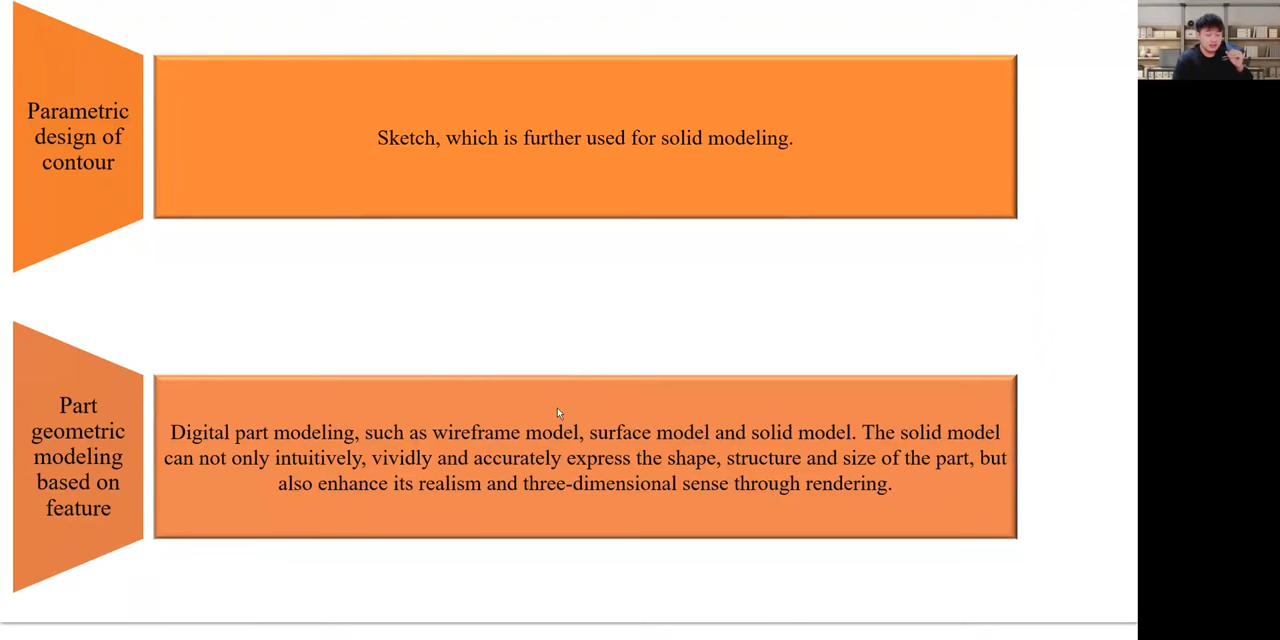 Parametric
design of
contour
Sketch, which is further used for solid modeling.
Part
geometric
modeling
based on
feature
Digital part modeling, such as wireframe model, surface model and solid model. The solid model
can not only intuitively, vividly and accurately express the shape, structure and size of the part, but
also enhance its realism and three-dimensional sense through rendering.